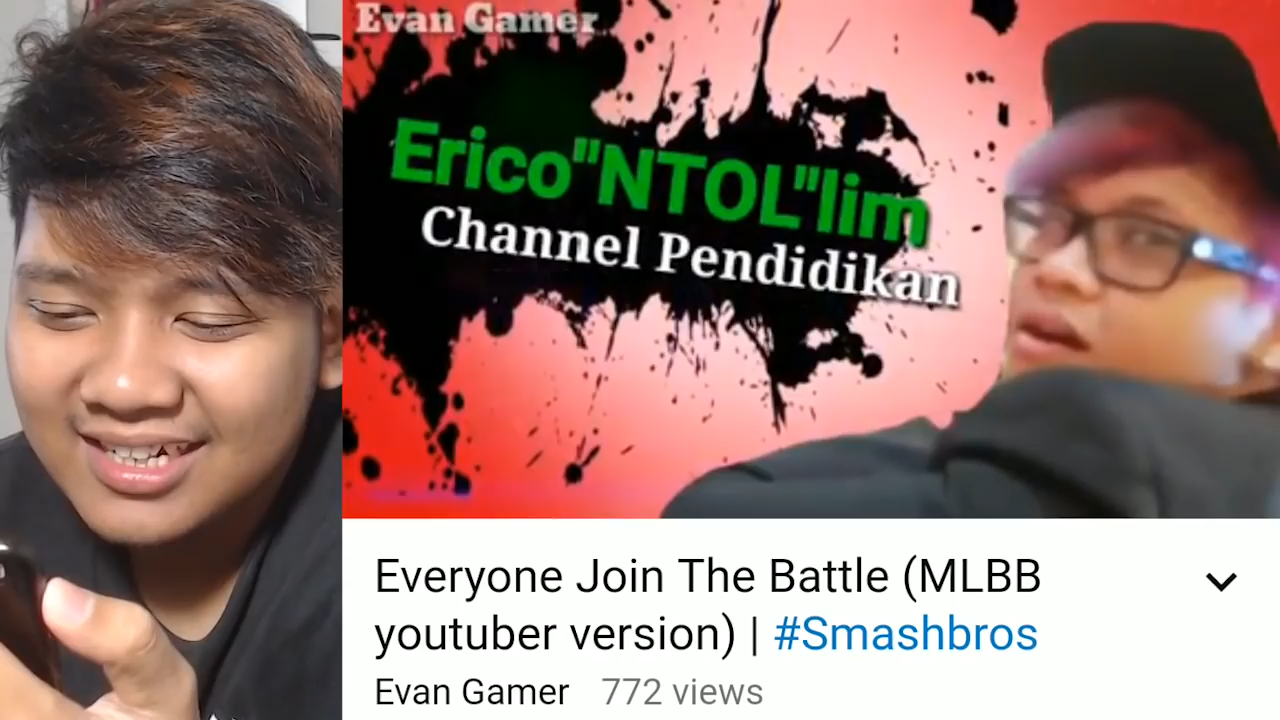 Evan Gamer
Erico"NTOL"lim
Channel Pendidikan
Everyone Join The Battle (MLBB
youtuber version) | #Smashbros
Evan Gamer 772 views